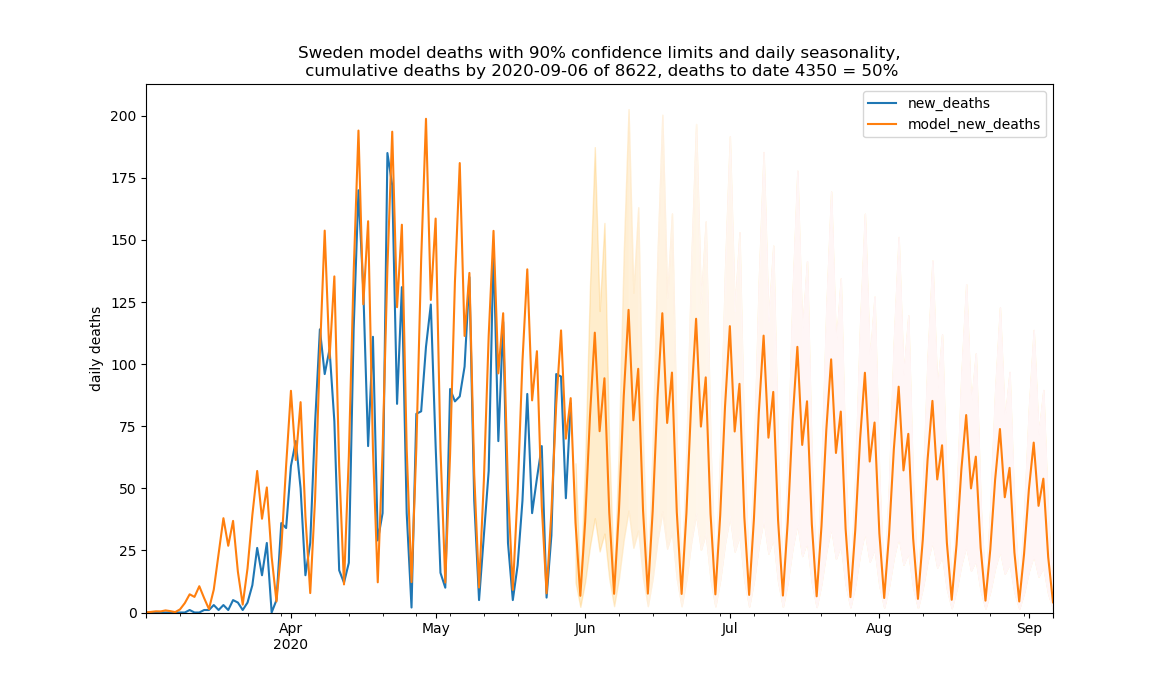 Sweden model deaths with 90% confidence limits and daily seasonality,
cumulative deaths by 2020-09-06 of 8622, deaths to date 4350 = 50%
new_deaths
model_new_deaths
daily deaths
200
175
150
125
100
75
50
25
0
Apr
2020
May
Jun
Jul
Aug
Sep